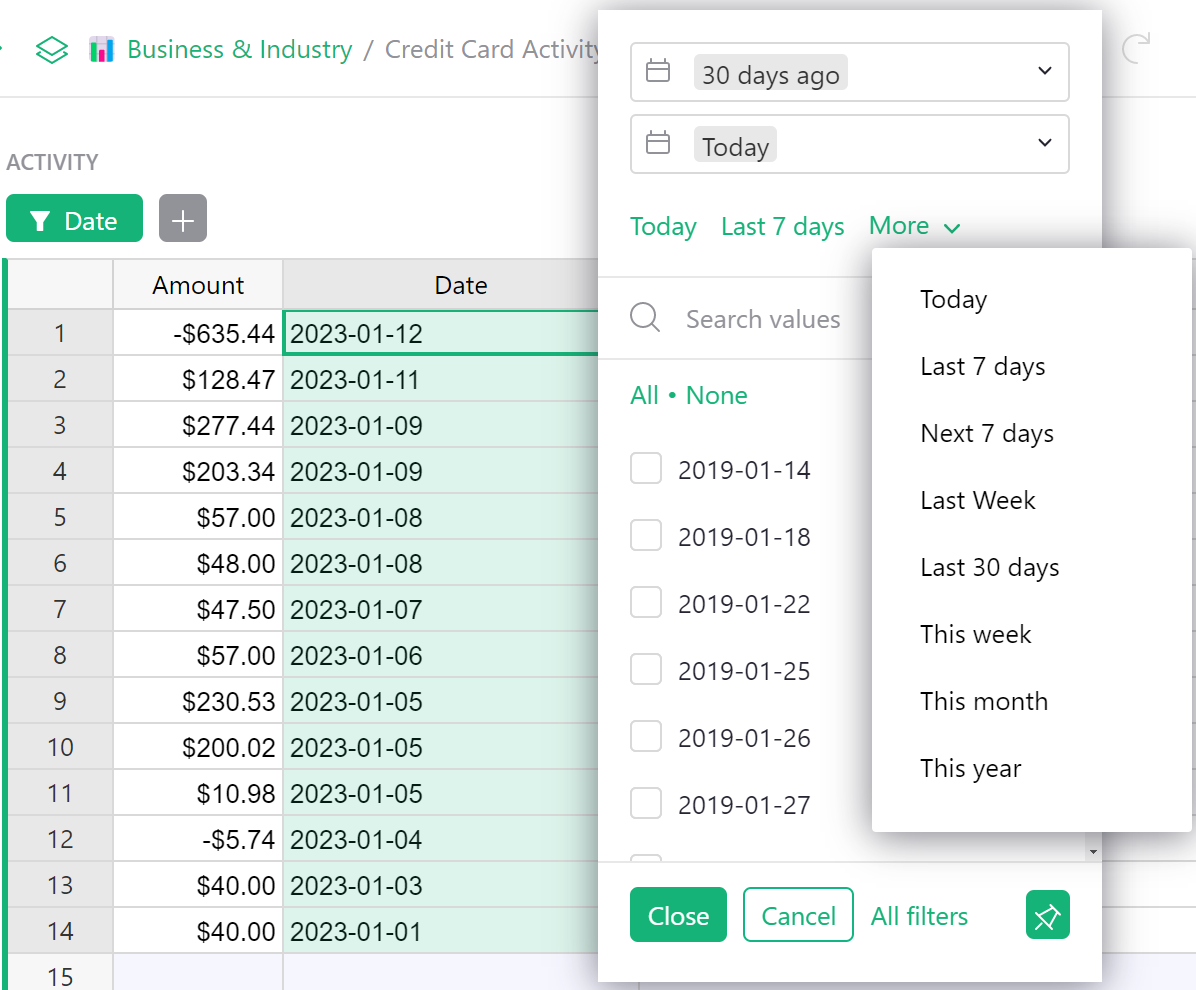 Business & Industry / Credit Card Activity
ACTIVITY
Date
Amount Date
1 -$635.44 2023-01-12
2 $128.47 2023-01-11
3 $277.44 2023-01-09
4 $203.34 2023-01-09
5 $57.00 2023-01-08
6 $48.00 2023-01-08
7 $47.50 2023-01-07
8 $57.00 2023-01-06
9 $230.53 2023-01-05
10 $200.02 2023-01-05
11 $10.98 2023-01-05
12 -$5.74 2023-01-04
13 $40.00 2023-01-03
14 $40.00 2023-01-01
15
30 days ago
Today
Today Last 7 days More
Search values
All • None
2019-01-14
2019-01-18
2019-01-22
2019-01-25
2019-01-26
2019-01-27
Close Cancel All filters
Today
Last 7 days
Next 7 days
Last Week
Last 30 days
This week
This month
This year